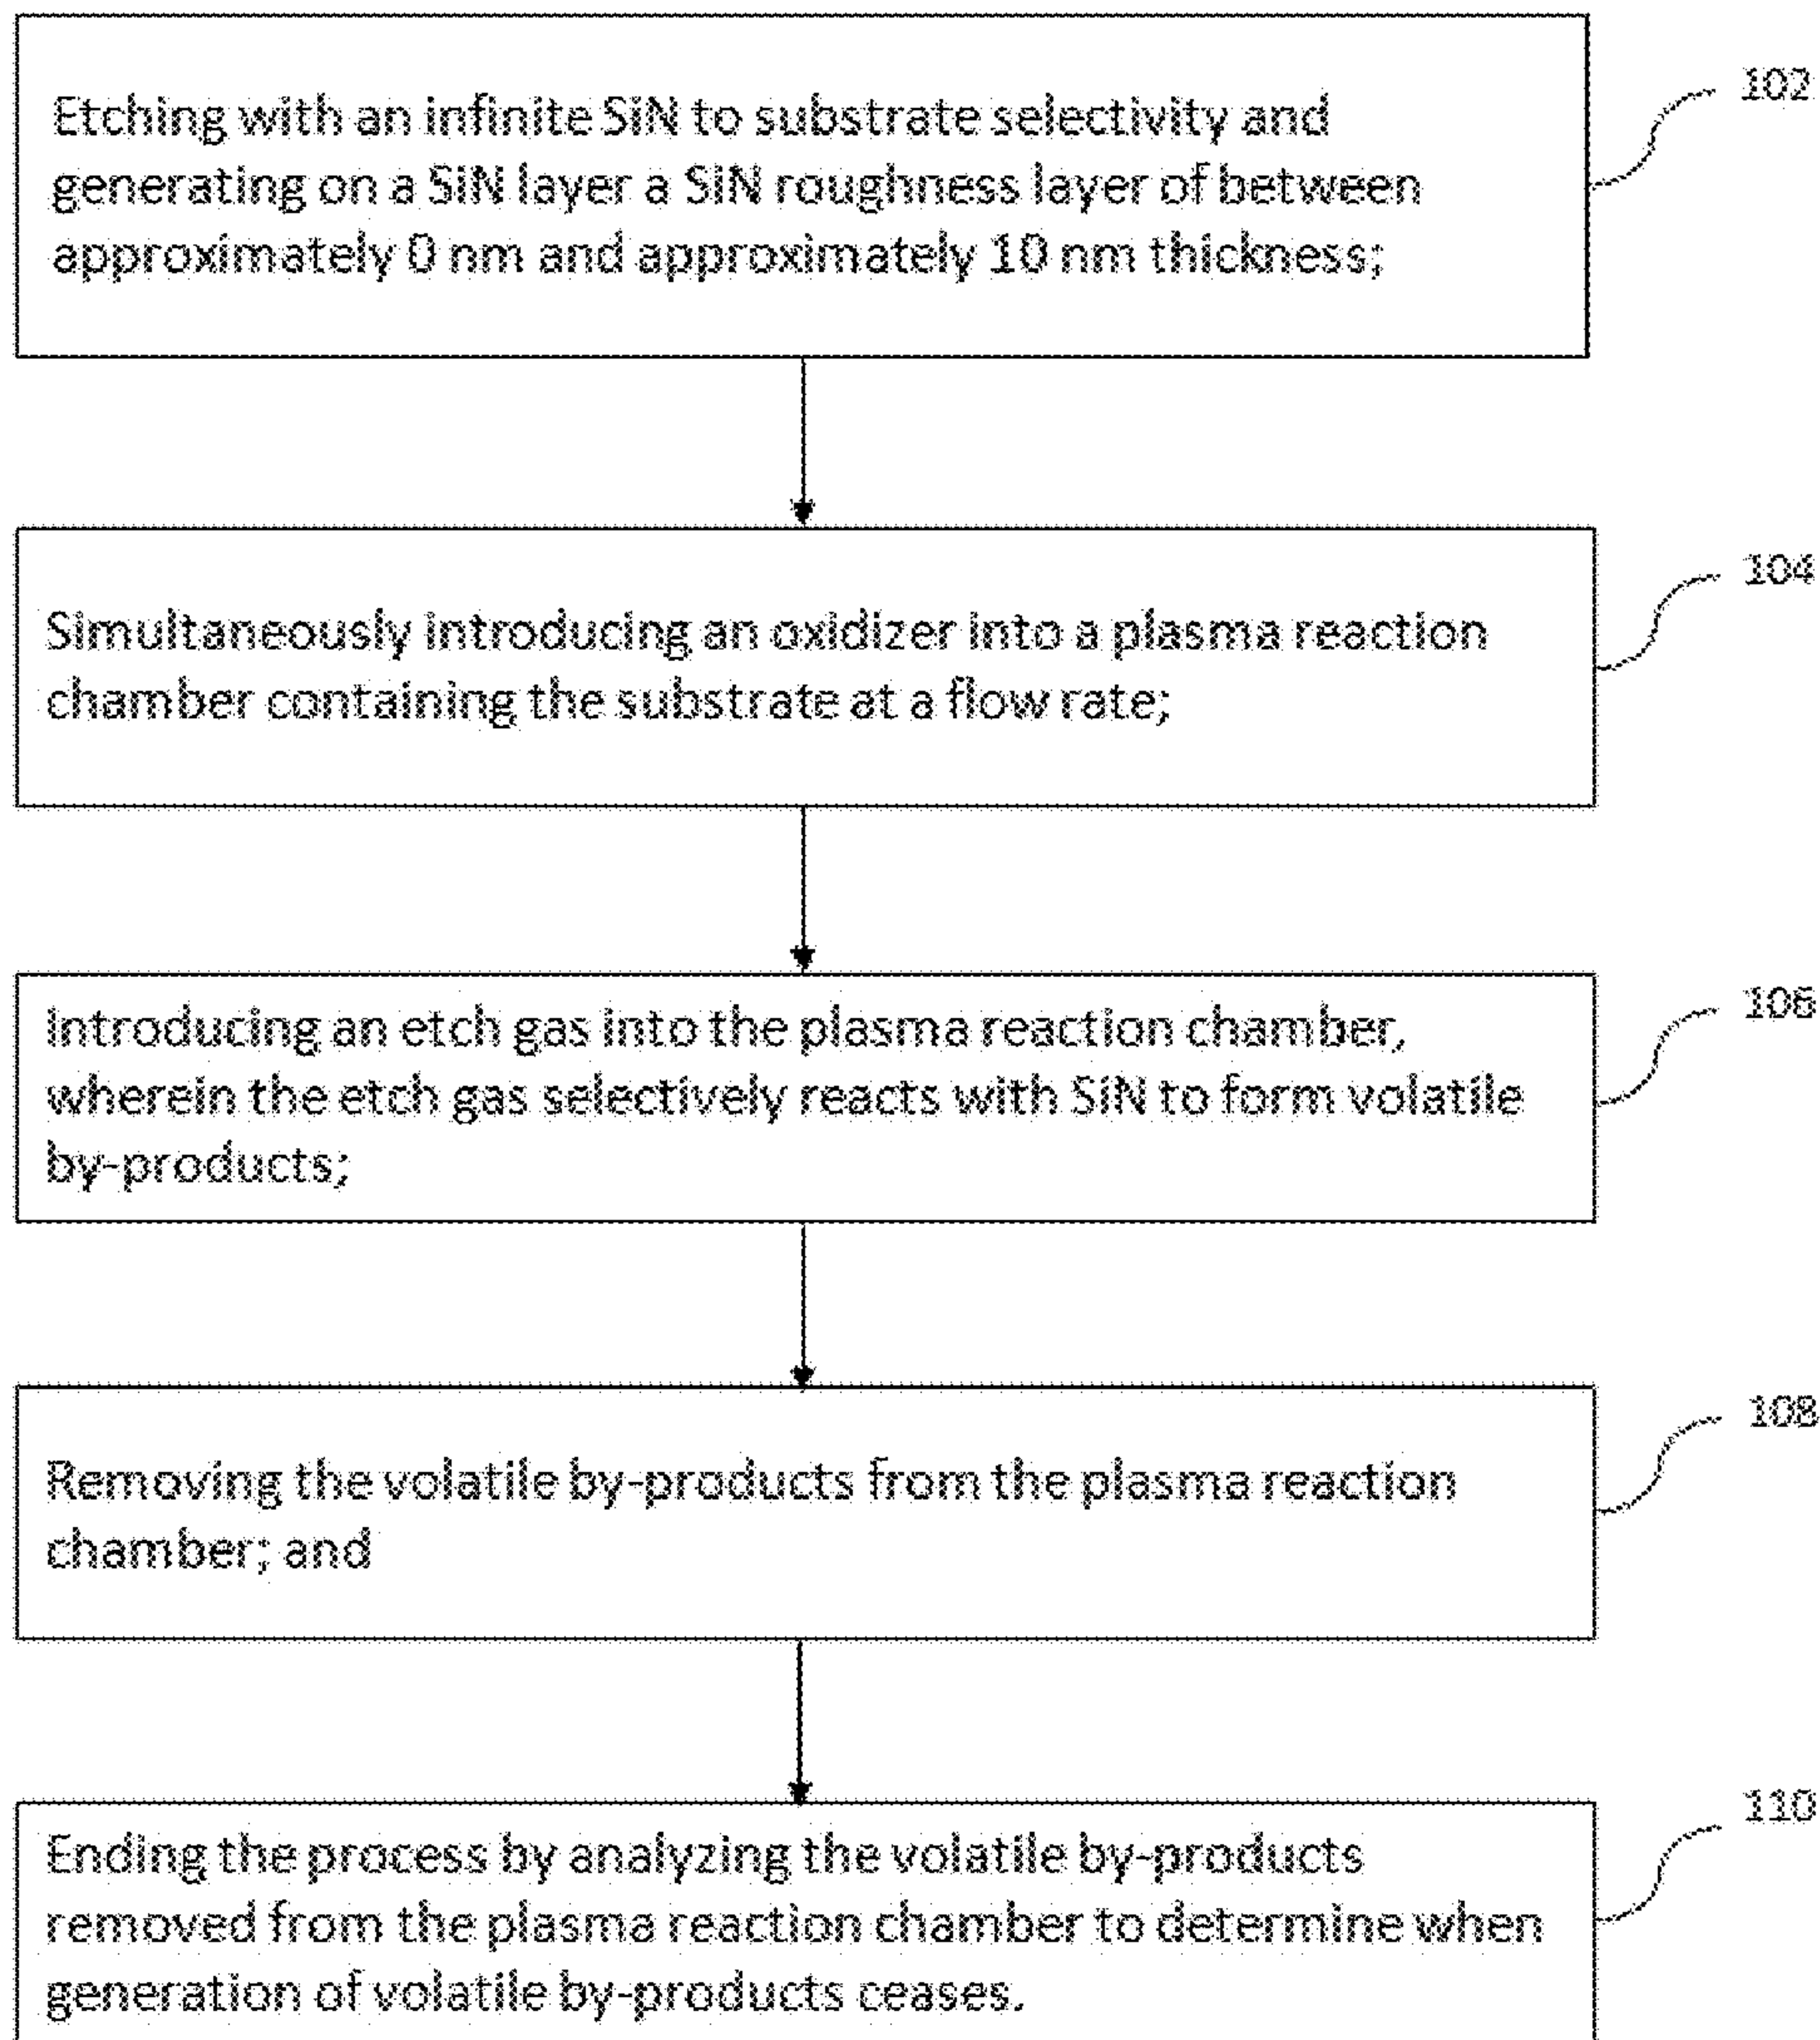 Etching with an infinite SiN to substrate selectivity and
generating on a SiN layer a SiN roughness layer of between
approximately 0 nm and approximately 10 nm thickness;
102
Simultaneously introducing an oxidizer into a plasma reaction
chamber containing the substrate at a flow rate;
104
Introducing an etch gas into the plasma reaction chamber,
wherein the etch gas selectively reacts with SiN to form volatile
by-products;
106
Removing the volatile by-products from the plasma reaction
chamber; and
108
Ending the process by analyzing the volatile by-products
removed from the plasma reaction chamber to determine when
generation of volatile by-products ceases.
110